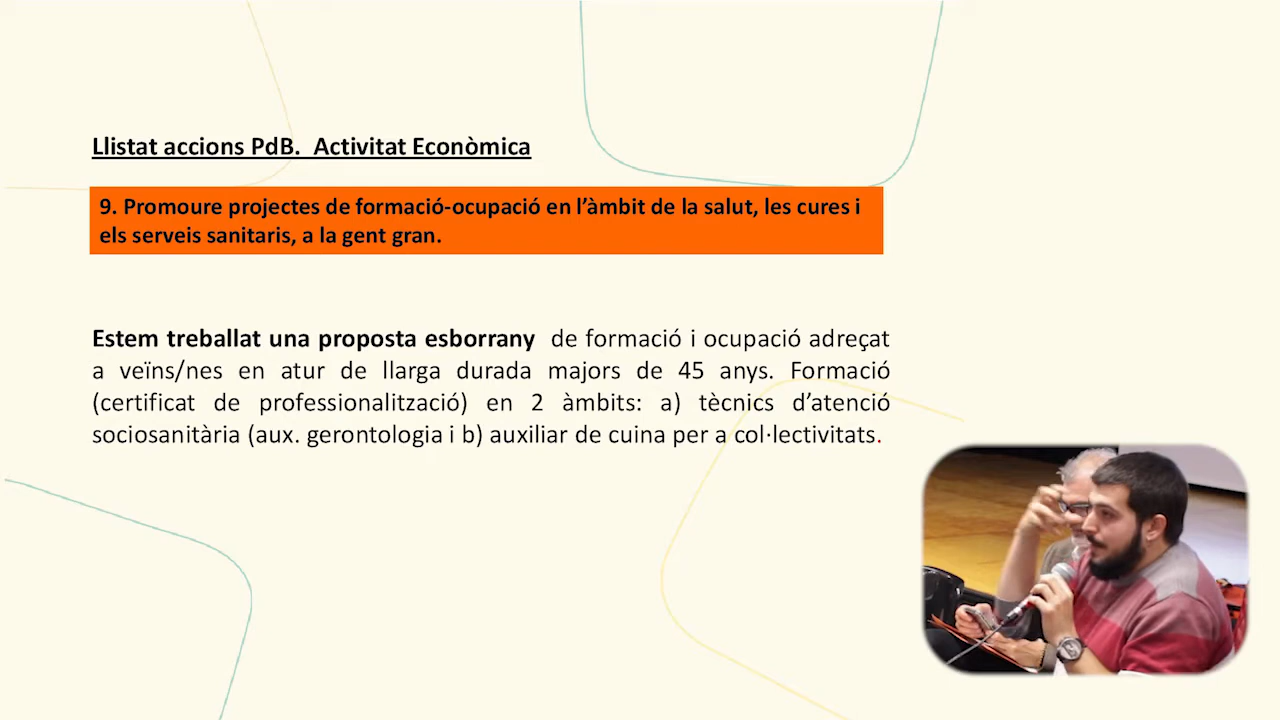 Llistat accions PdB.  Activitat Econòmica
9. Promoure projectes de formació-ocupació en l’àmbit de la salut, les cures i
els serveis sanitaris, a la gent gran.
Estem treballat una proposta esborrany  de formació i ocupació adreçat
a veïns/nes en atur de llarga durada majors de 45 anys. Formació
(certificat de professionalització) en 2 àmbits: a) tècnics d’atenció
sociosanitària (aux. gerontologia i b) auxiliar de cuina per a col·lectivitats.